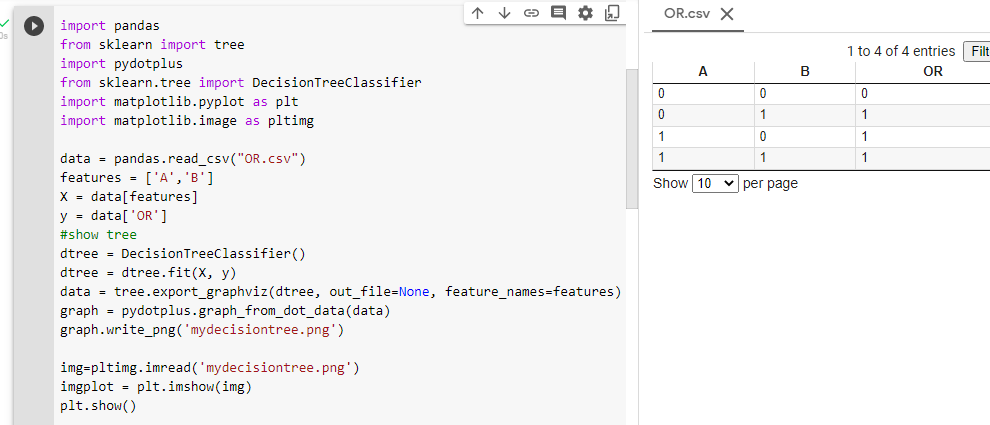 import pandas
from sklearn import tree
import pydotplus
from sklearn.tree import DecisionTreeClassifier
import matplotlib.pyplot as plt
import matplotlib.image as pltimg
data = pandas.read_csv("OR.csv")
features = ['A','B']
X = data[features]
y = data['OR']
#show tree
dtree = DecisionTreeClassifier()
dtree = dtree.fit(X, y)
data = tree.export_graphviz(dtree, out_file=None, feature_names=features)
graph = pydotplus.graph_from_dot_data(data)
graph.write_png('mydecisiontree.png')
img=pltimg.imread('mydecisiontree.png')
imgplot = plt.imshow(img)
plt.show()
OR.csv
1 to 4 of 4 entries Filt
A B OR
0 0 0
0 1 1
1 0 1
1 1 1
Show 10 per page